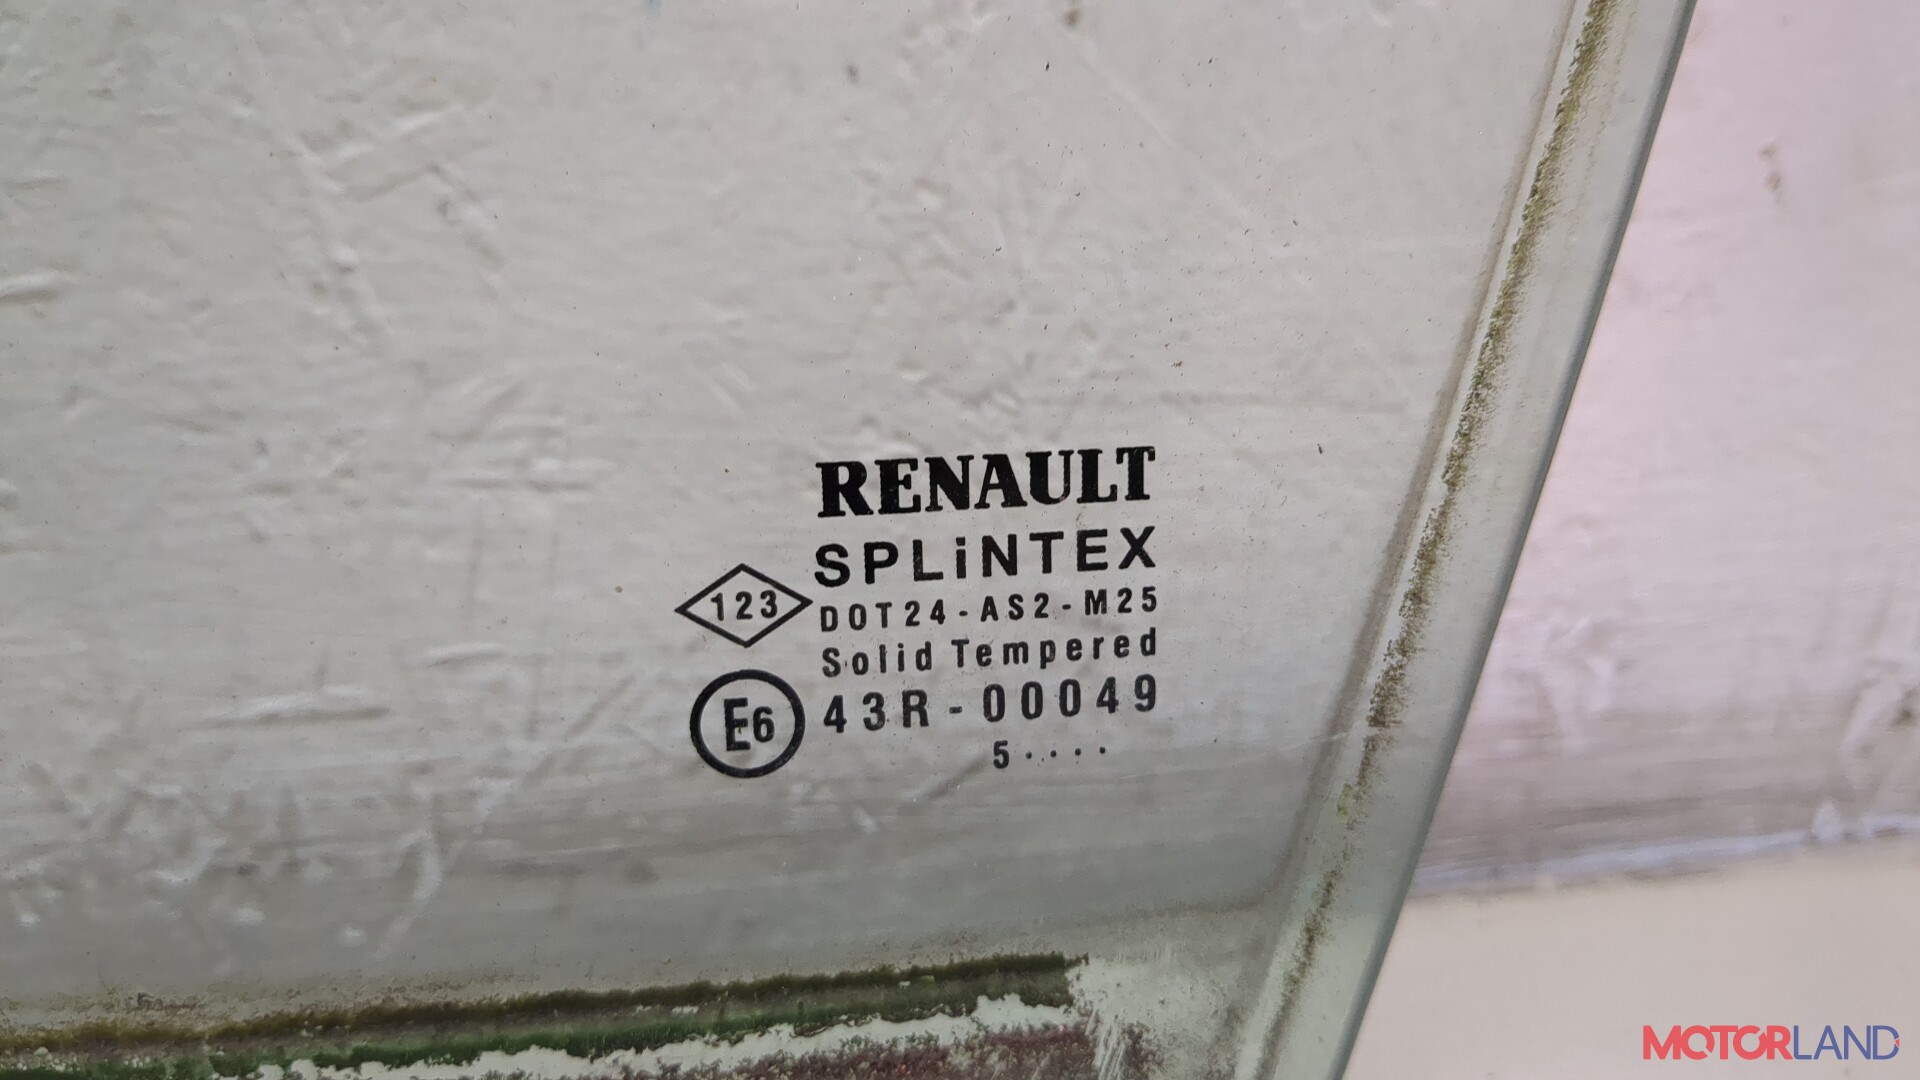 RENAULT
SPLiNTEX
123
DOT24-AS2-M25
Solid Tempered
E6
43R-00049
5····
MOTORLAND